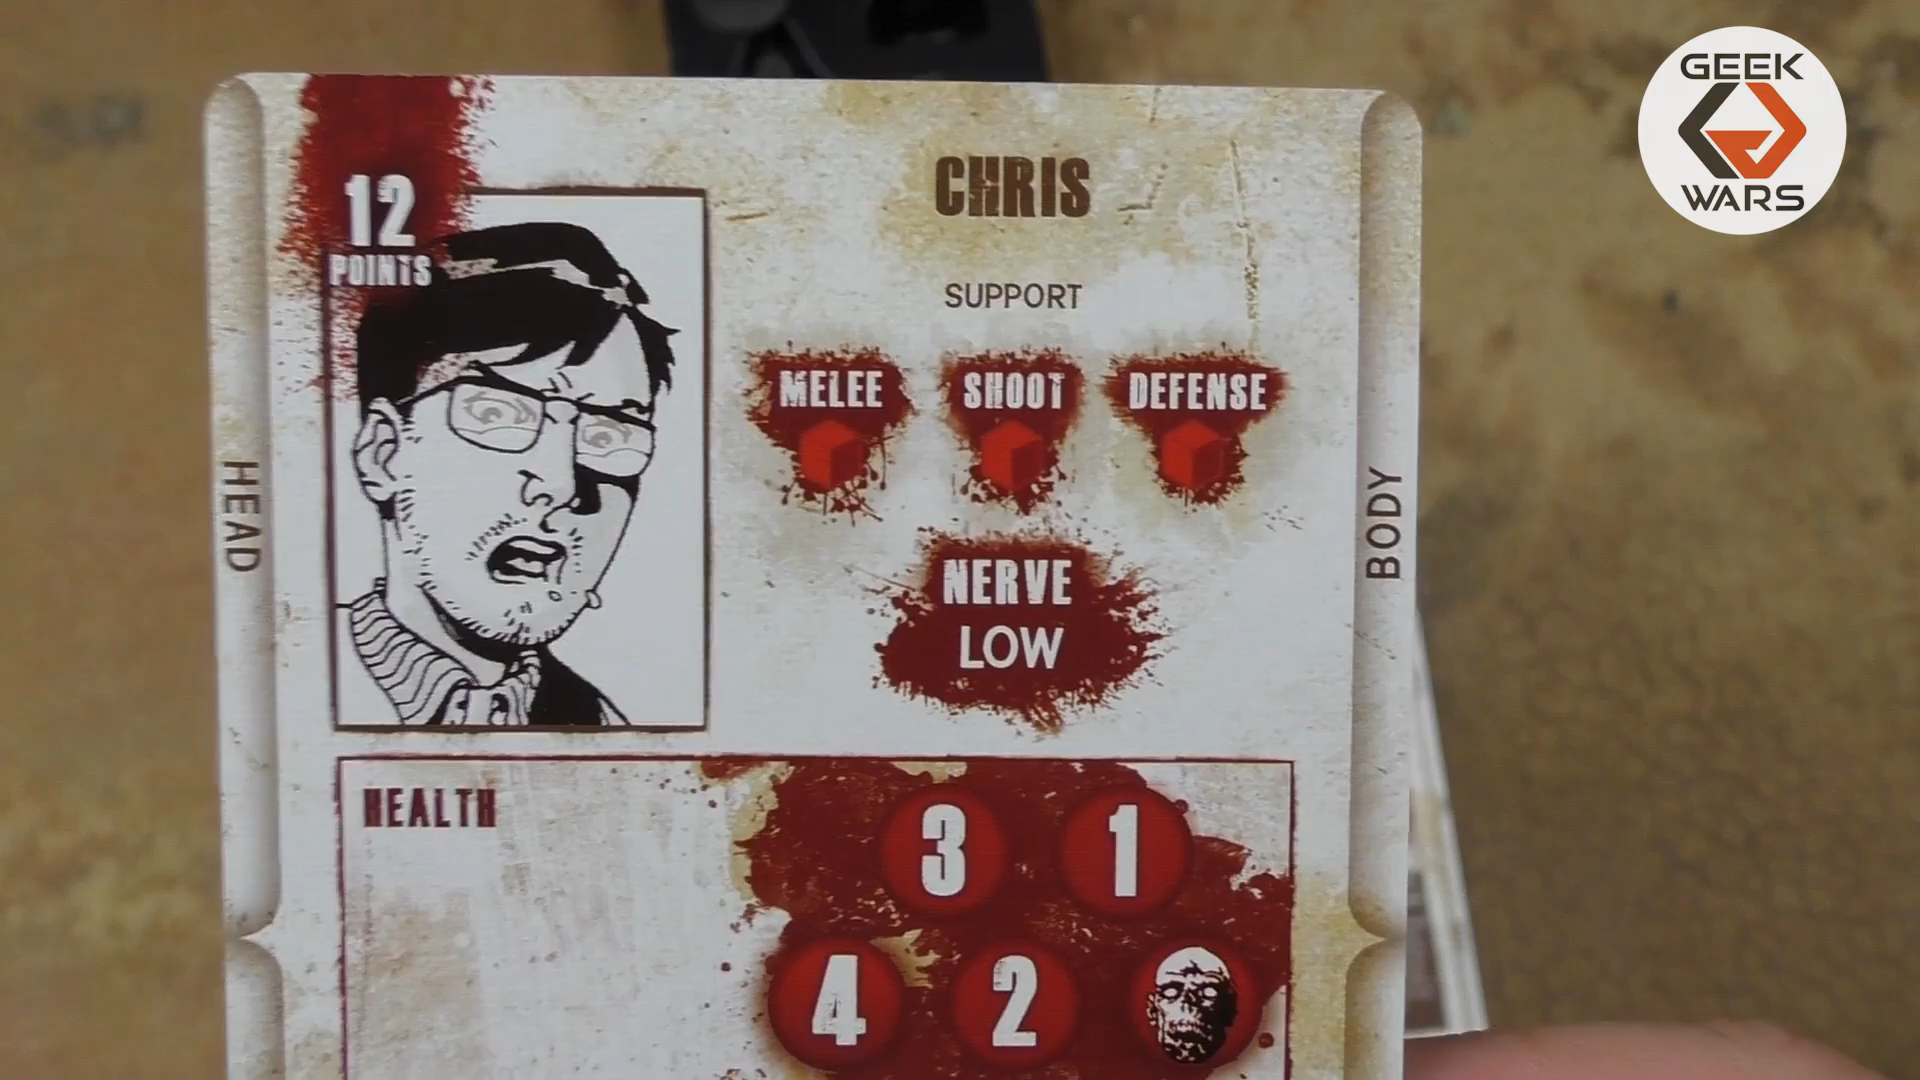 GEEK
WARS
12
POINTS
CHRIS
SUPPORT
MELEE SHOOT DEFENSE
NERVE
LOW
HEAD
BODY
HEALTH
3 1
4 2